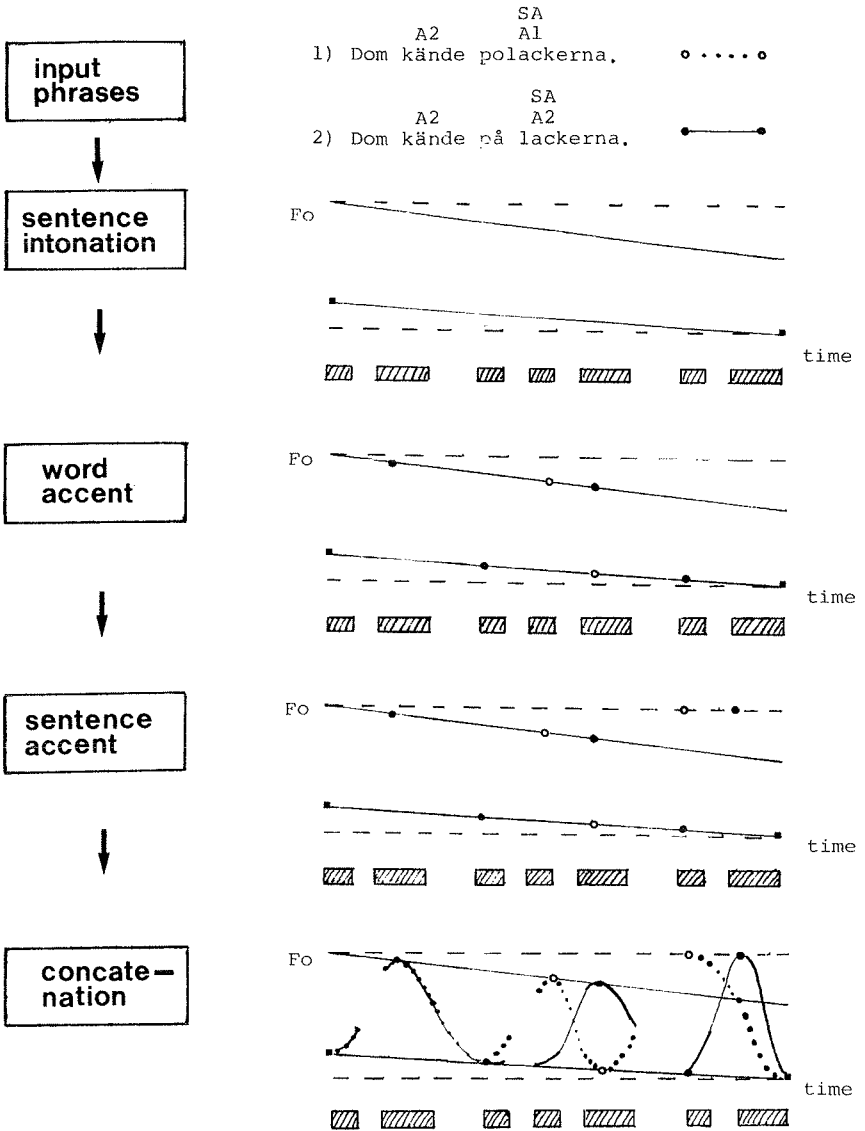 input
phrases
SA
A2 A1
1) Dom kände polackerna.
SA
A2 A2
2) Dom kände på lackerna.
sentence
intonation
Fo
time
word
accent
Fo
time
sentence
accent
Fo
time
concate-
nation
Fo
time